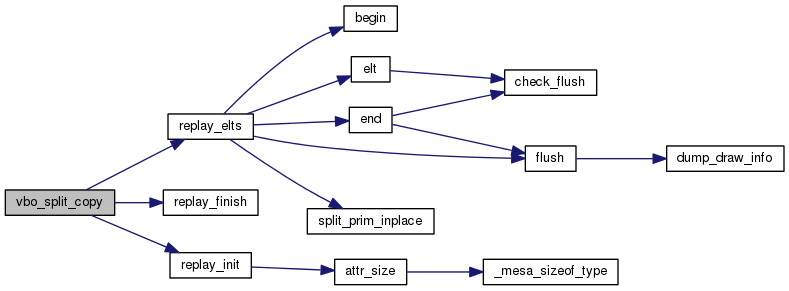 begin
elt
check_flush
replay_elts
end
flush
dump_draw_info
vbo_split_copy
replay_finish
split_prim_inplace
replay_init
attr_size
_mesa_sizeof_type